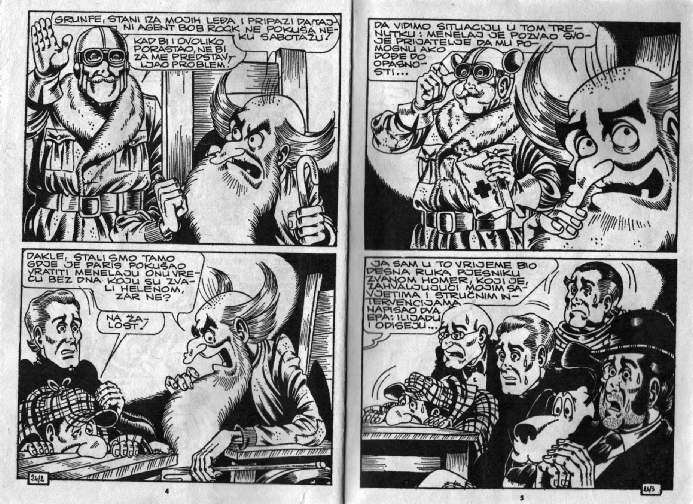 GRUNFE, STANI IZA MOJIH LEĐA I PRIPAZI DA TAJ-
NI AGENT BOB ROCK NE POKUŠA NE-
KU SABOTAŽU!
KAD BI I OVOLIKO
PORASTAO, NE BI
ZA ME PREDSTAV-
LJAO PROBLEM.
DAKLE, STALI SMO TAMO
GDJE JE PARIS POKUŠAO
VRATITI MENELAJU ONU VRE-
ĆU BEZ DNA KOJU SU ZVA-
LI HELENOM,
ZAR NE?
NA ŽA-
LOST!
4
DA VIDIMO SITUACIJU U TOM TRE-
NUTKU: MENELAJ JE POZVAO SVO-
JE PRIJATELJE DA MU PO-
MOGNU AKO
DOĐE DO
OPASNO-
STI...
JA SAM U TO VRIJEME BIO
DESNA RUKA PJESNIKU
ZVANOM HOMER, KOJI JE,
ZAHVALJUJUĆI MOJIM SA-
VJETIMA I STRUČNIM IN-
TERVENCIJAMA
NAPISAO DVA
EPA: ILIJADU
I ODISEJU...
5